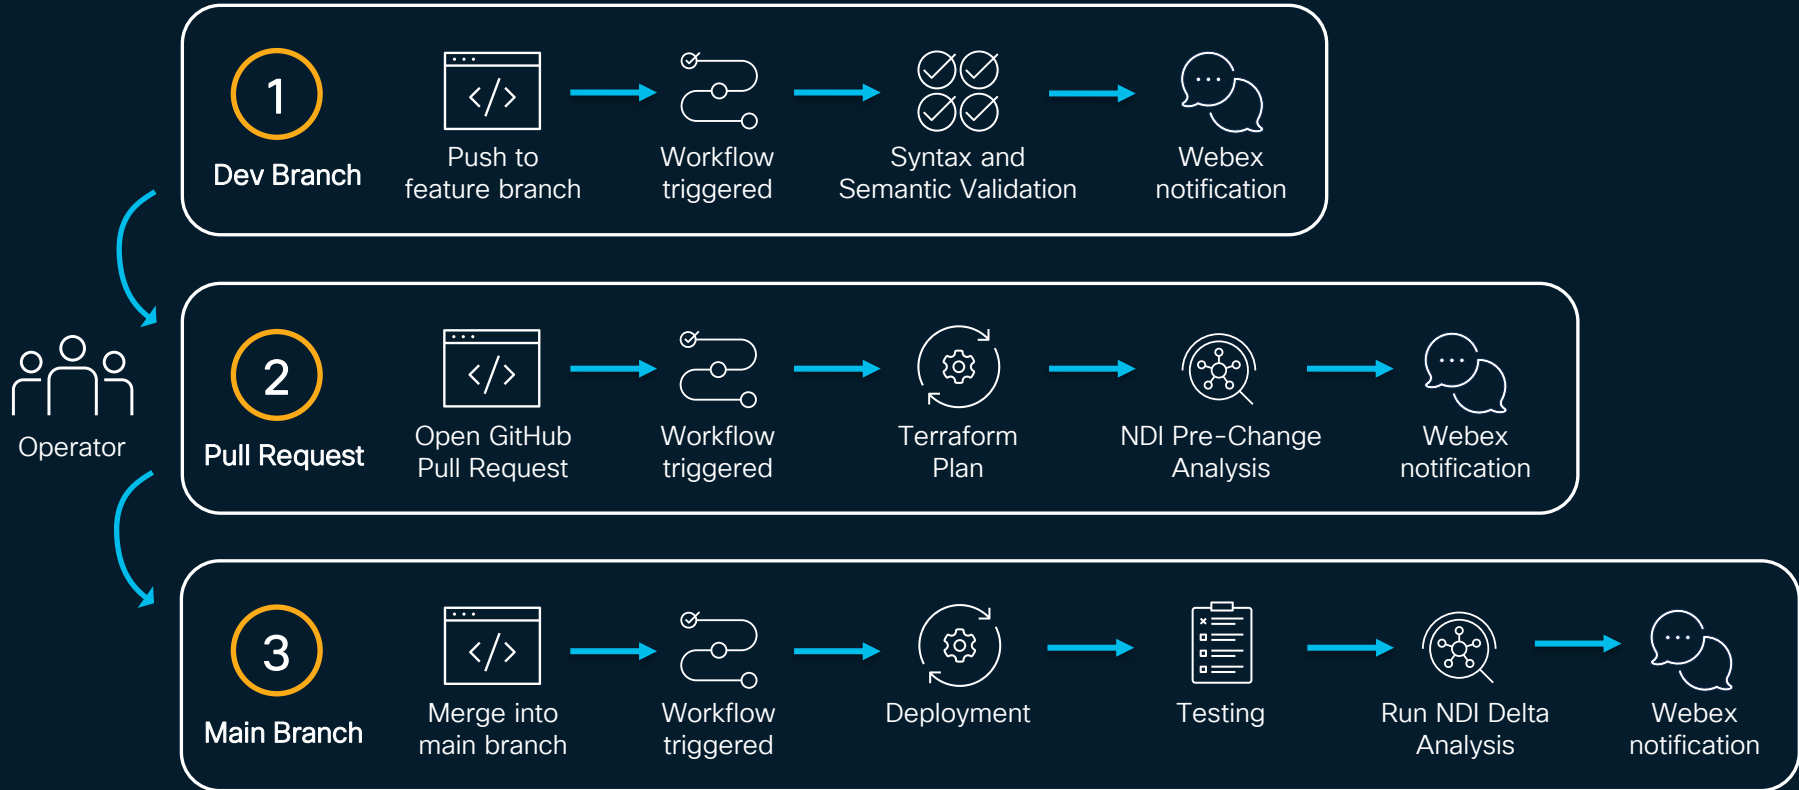 1
Dev Branch
Push to
feature branch
Workflow
triggered
Syntax and
Semantic Validation
Webex
notification
Operator
2
Pull Request
Open GitHub
Pull Request
Workflow
triggered
Terraform
Plan
NDI Pre-Change
Analysis
Webex
notification
3
Main Branch
Merge into
main branch
Workflow
triggered
Deployment
Testing
Run NDI Delta
Analysis
Webex
notification